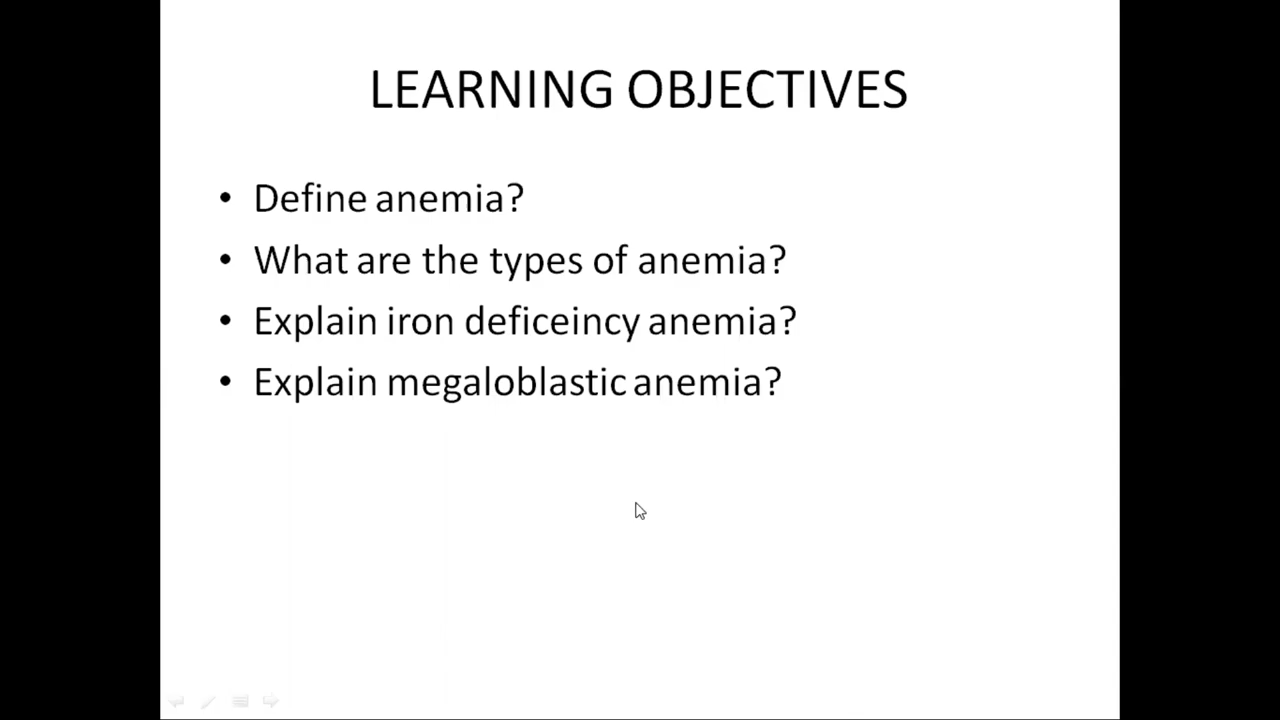 LEARNING OBJECTIVES
• Define anemia?
• What are the types of anemia?
• Explain iron deficeincy anemia?
• Explain megaloblastic anemia?